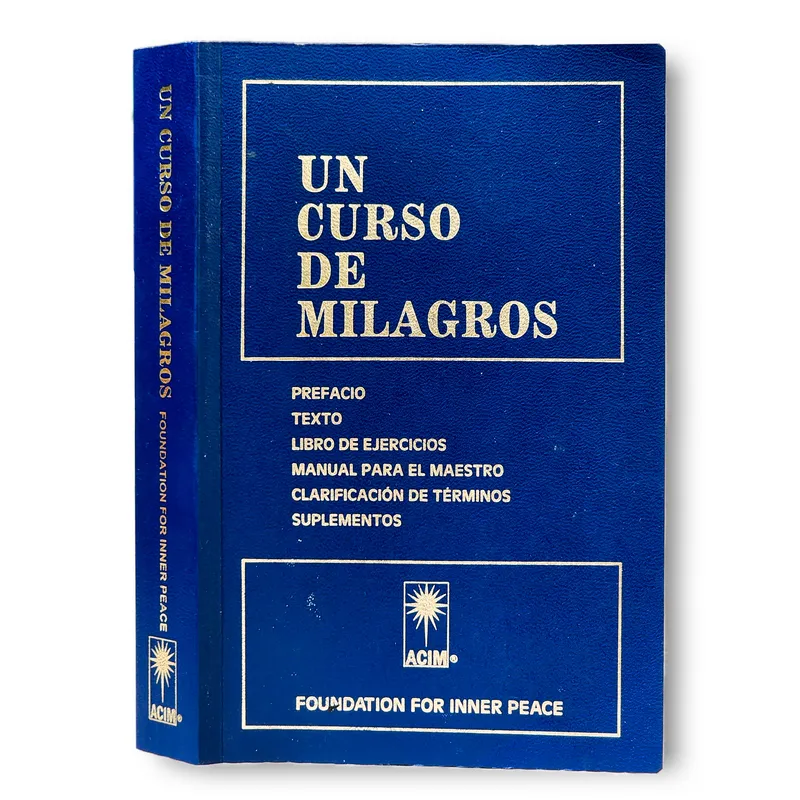 UN CURSO DE MILAGROS FOUNDATION FOR INNER PEACE
ACIM®
UN
CURSO
DE
MILAGROS
PREFACIO
TEXTO
LIBRO DE EJERCICIOS
MANUAL PARA EL MAESTRO
CLARIFICACIÓN DE TÉRMINOS
SUPLEMENTOS
ACIM®
FOUNDATION FOR INNER PEACE